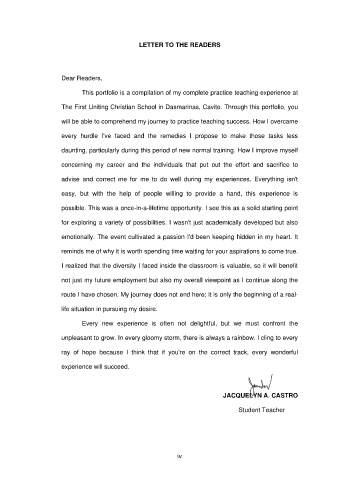 LETTER TO THE READERS
Dear Readers,
This portfolio is a compilation of my complete practice teaching experience at
The First Uniting Christian School in Dasmarinas, Cavite. Through this portfolio, you
will be able to comprehend my journey to practice teaching success. How I overcame
every hurdle I've faced and the remedies I propose to make those tasks less
daunting, particularly during this period of new normal training. How I improve myself
concerning my career and the individuals that put out the effort and sacrifice to
advise and correct me for me to do well during my experiences. Everything isn't
easy, but with the help of people willing to provide a hand, this experience is
possible. This was a once-in-a-lifetime opportunity. I see this as a solid starting point
for exploring a variety of possibilities. I wasn't just academically developed but also
emotionally. The event cultivated a passion I'd been keeping hidden in my heart. It
reminds me of why it is worth spending time waiting for your aspirations to come true.
I realized that the diversity I faced inside the classroom is valuable, so it will benefit
not just my future employment but also my overall viewpoint as I continue along the
route I have chosen. My journey does not end here; it is only the beginning of a real-
life situation in pursuing my desire.
Every new experience is often not delightful, but we must confront the
unpleasant to grow. In every gloomy storm, there is always a rainbow. I cling to every
ray of hope because I think that if you're on the correct track, every wonderful
experience will succeed.
JACQUELYN A. CASTRO
Student Teacher
iv